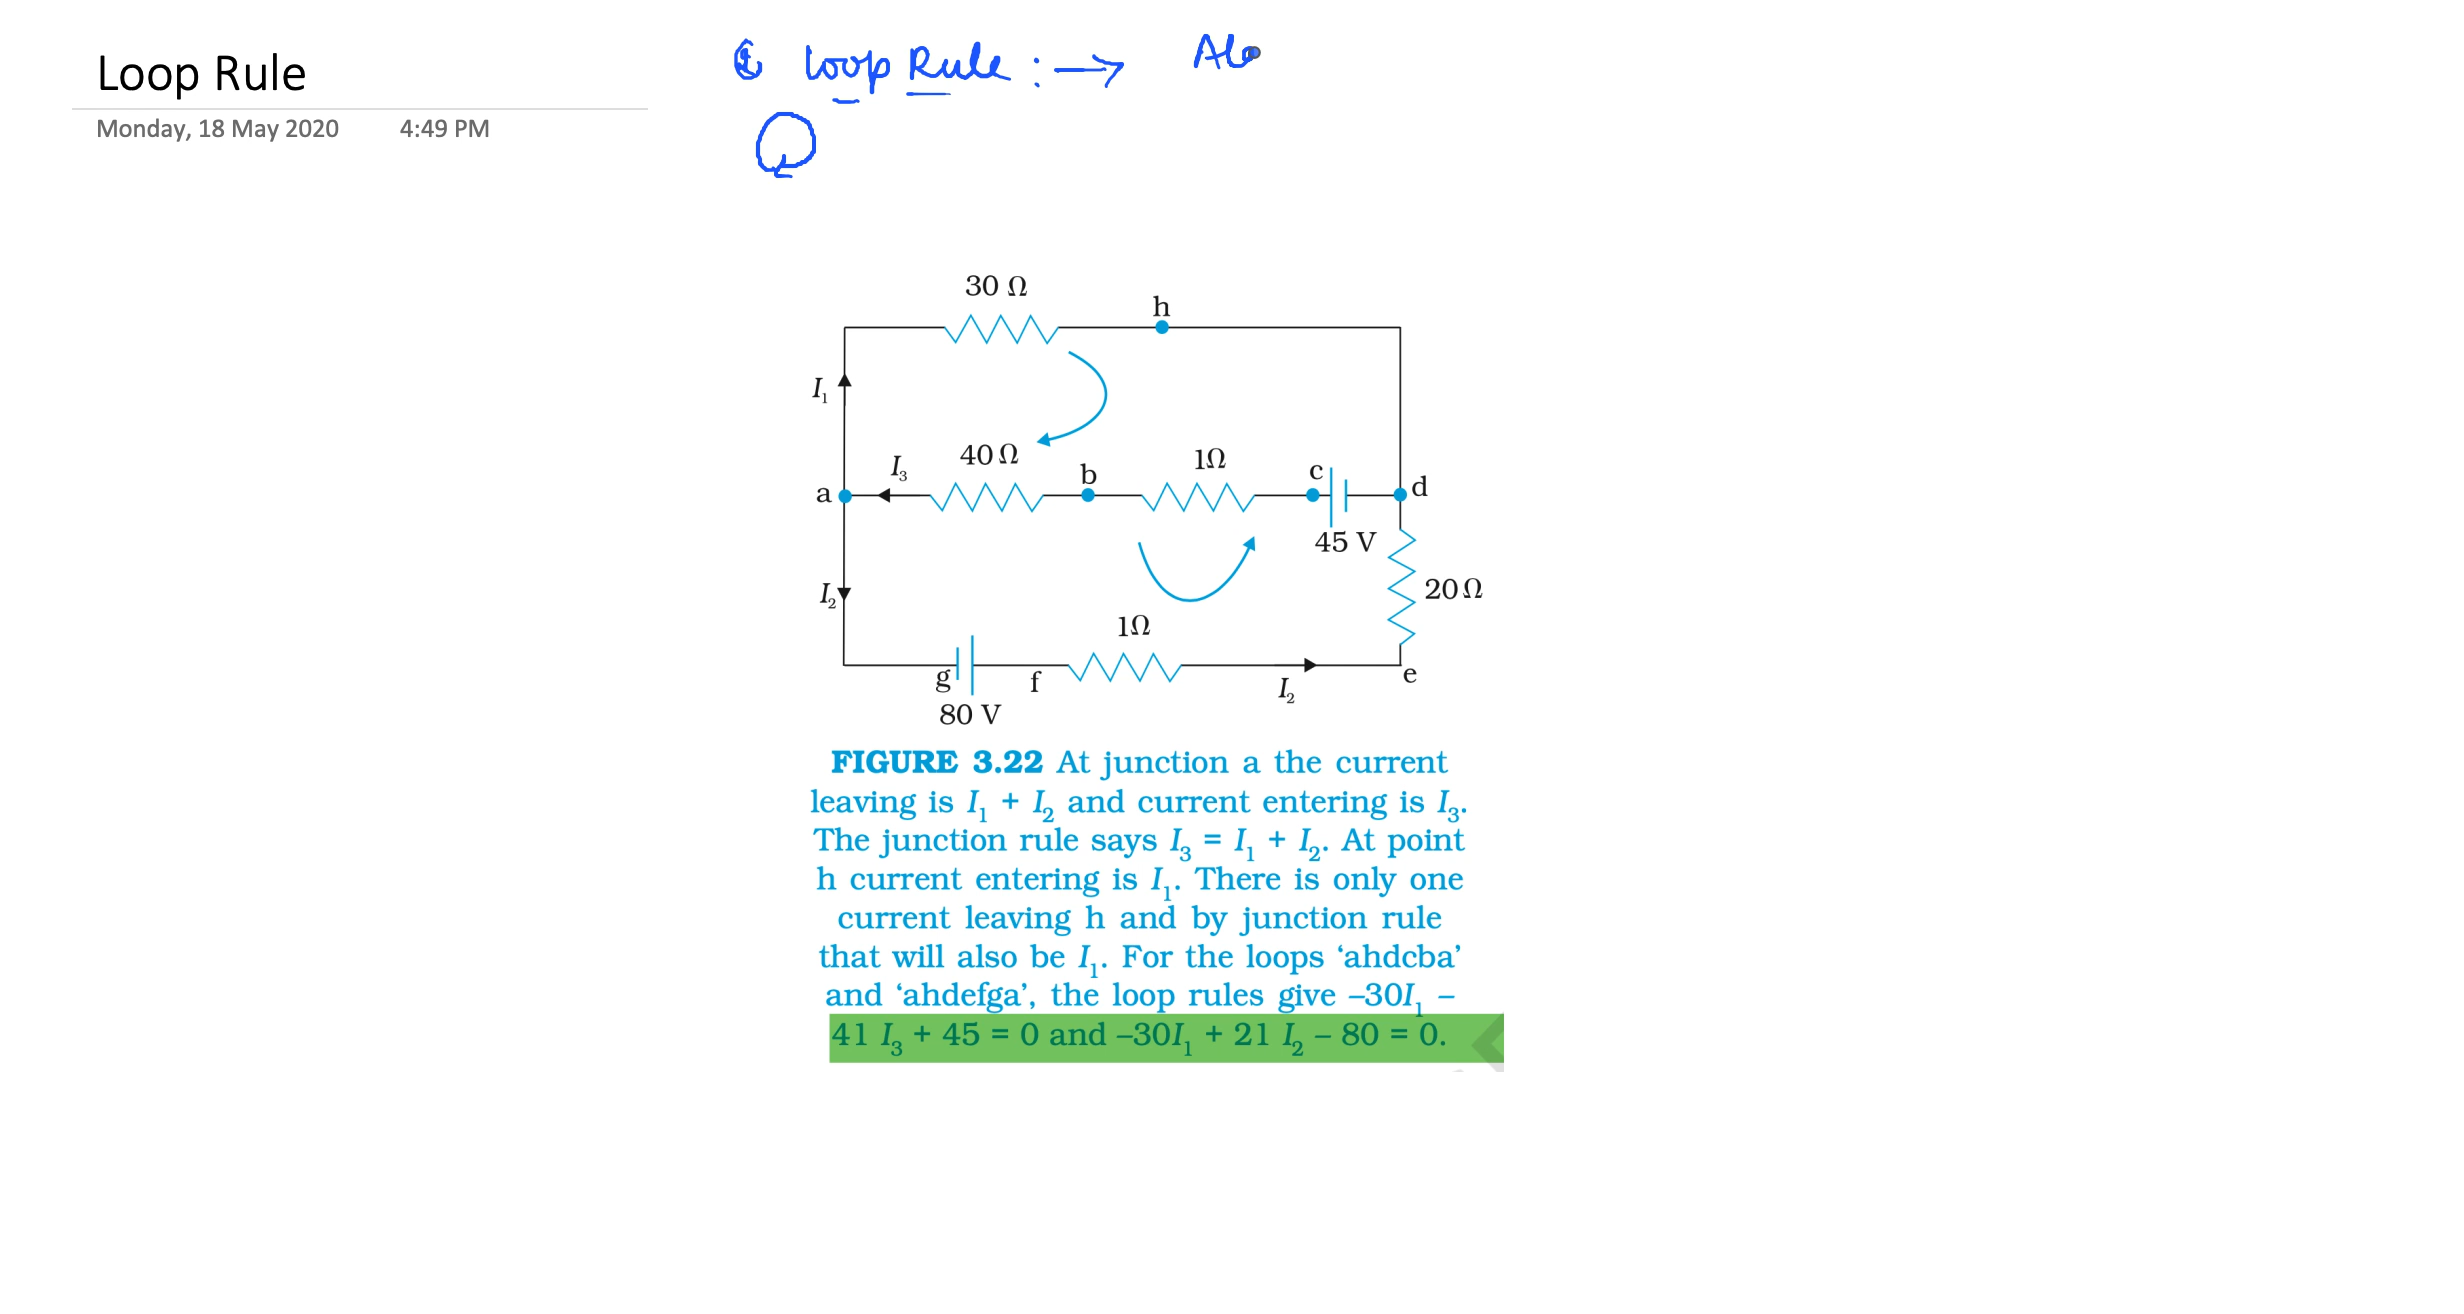 Loop Rule
Monday, 18 May 2020 4:49 PM
Loop Rule :→ Alo
30 Ω
h
I₁
40 Ω
1Ω
I₃
b
c
a
d
45 V
20 Ω
I₂
1Ω
g
f
e
I₂
80 V
FIGURE 3.22 At junction a the current
leaving is I₁ + I₂ and current entering is I₃.
The junction rule says I₃ = I₁ + I₂. At point
h current entering is I₁. There is only one
current leaving h and by junction rule
that will also be I₁. For the loops ‘ahdcba’
and ‘ahdefga’, the loop rules give –30I₁ –
41 I₃ + 45 = 0 and –30I₁ + 21 I₂ – 80 = 0.